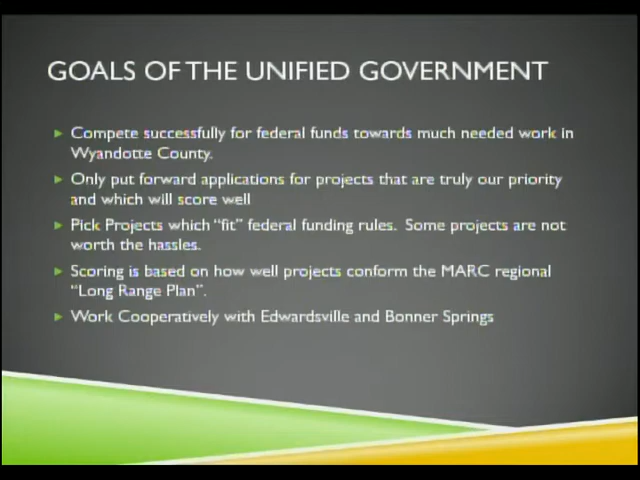 GOALS OF THE UNIFIED GOVERNMENT
Compete successfully for federal funds towards much needed work in
Wyandotte County.
Only put forward applications for projects that are truly our priority
and which will score well
Pick Projects which “fit” federal funding rules. Some projects are not
worth the hassles.
Scoring is based on how well projects conform the MARC regional
“Long Range Plan”.
Work Cooperatively with Edwardsville and Bonner Springs